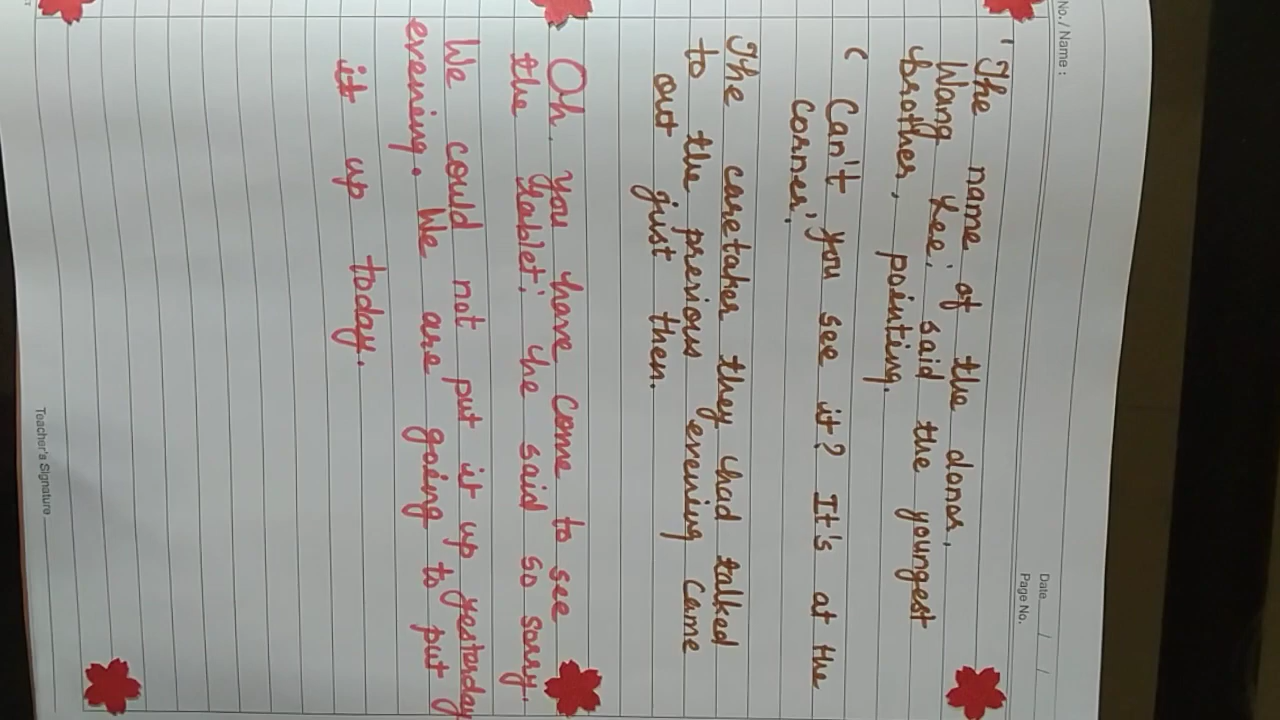 No./ Name :
Date / /
Page No.
'The name of the donor,
Wang Lee', said the youngest
brother, pointing.
( Can't you see it? It's at the
corner.'
The caretaker they had talked
to the previous evening came
out just then.
Oh, you have come to see
the tablet', he said so sorry.
We could not put it up yesterday
evening. We are going to put
it up today.
Teacher's Signature